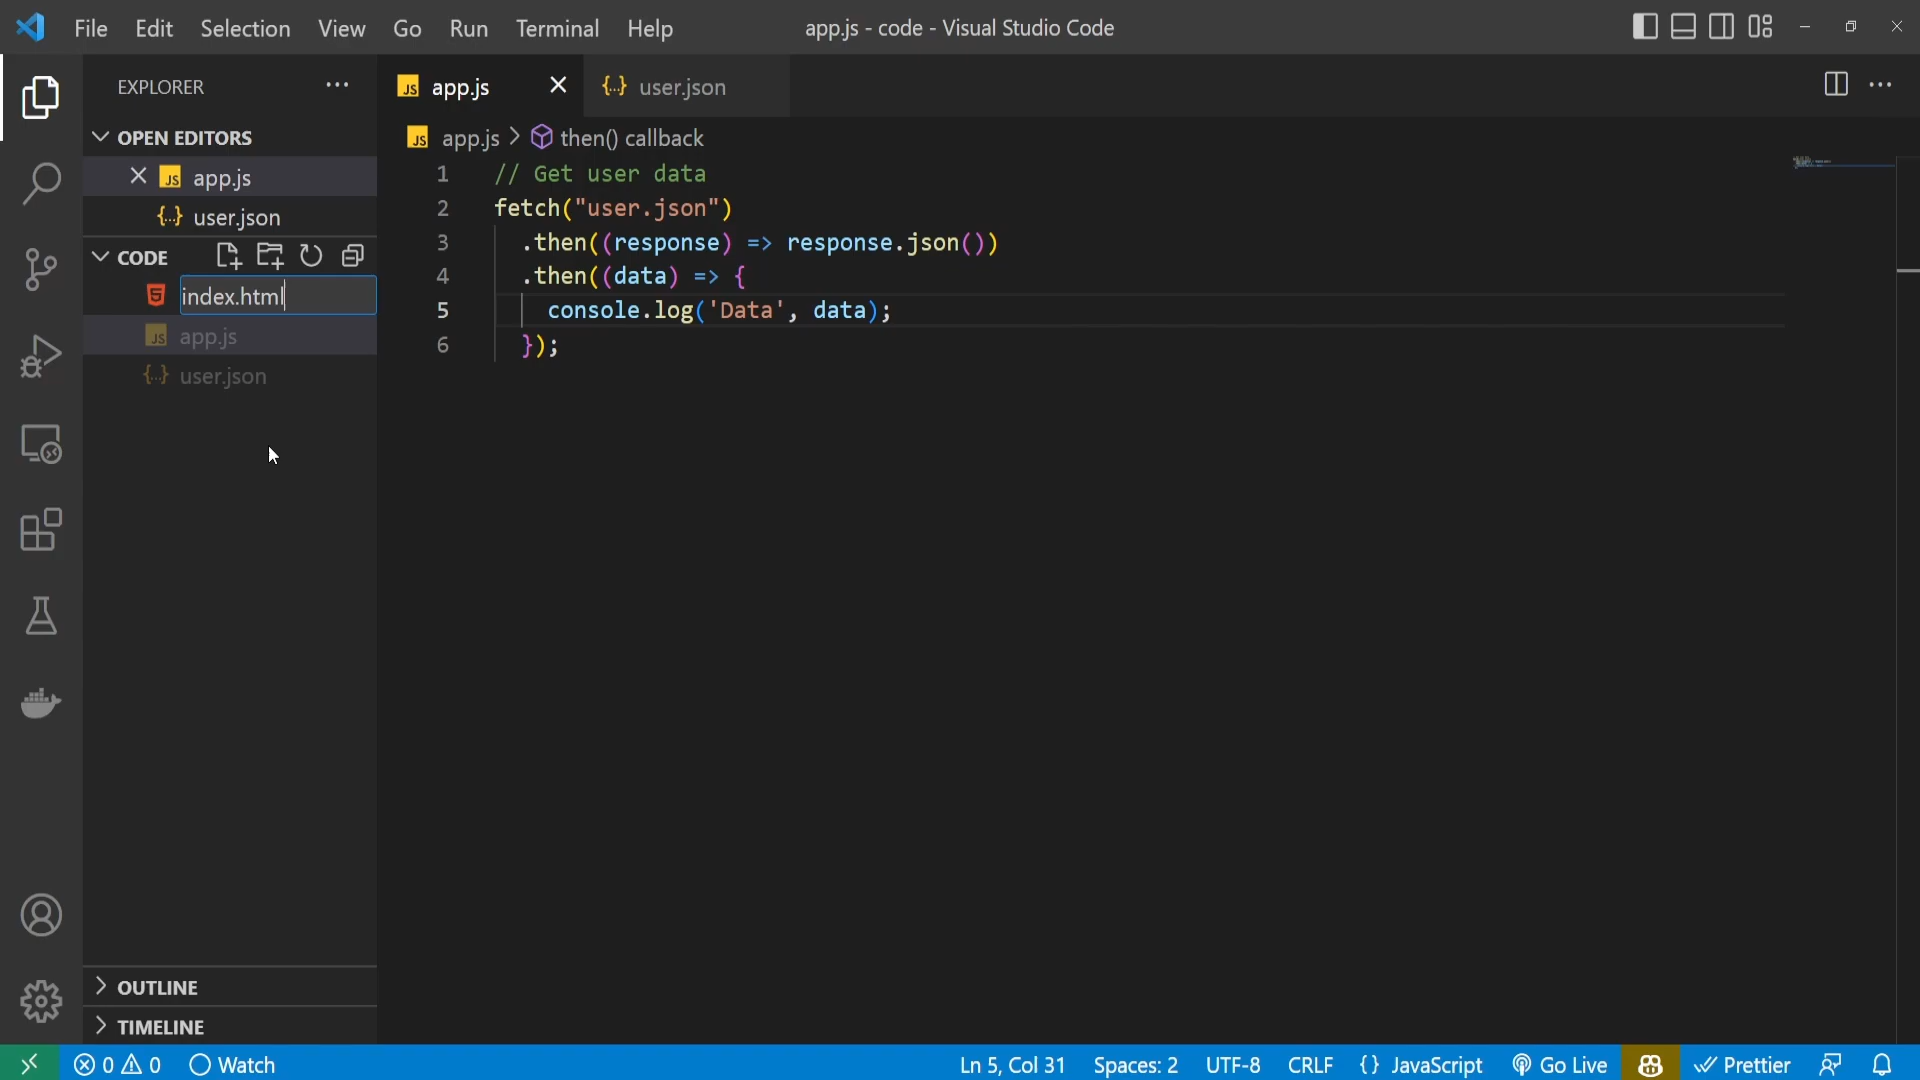 File Edit Selection View Go Run Terminal Help
app.js - code - Visual Studio Code
EXPLORER
OPEN EDITORS
JS app.js
{..} user.json
CODE
index.html
JS app.js
{..} user.json
OUTLINE
TIMELINE
JS app.js
{..} user.json
JS app.js > then() callback
1 // Get user data
2 fetch("user.json")
3 .then((response) => response.json())
4 .then((data) => {
5 console.log('Data', data);
6 });
0 0 Watch
Ln 5, Col 31 Spaces: 2 UTF-8 CRLF {} JavaScript Go Live Prettier